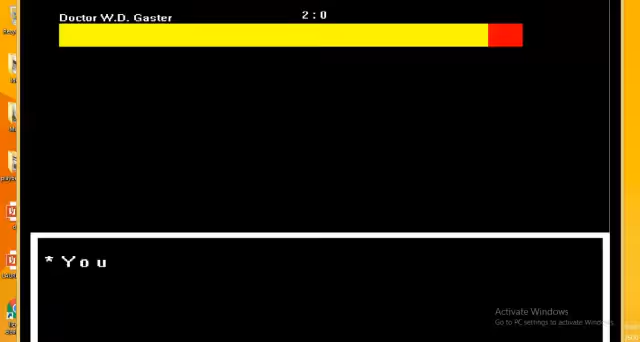 Doctor W.D. Gaster
2:0
* You
Activate Windows
Go to PC settings to activate Windows.